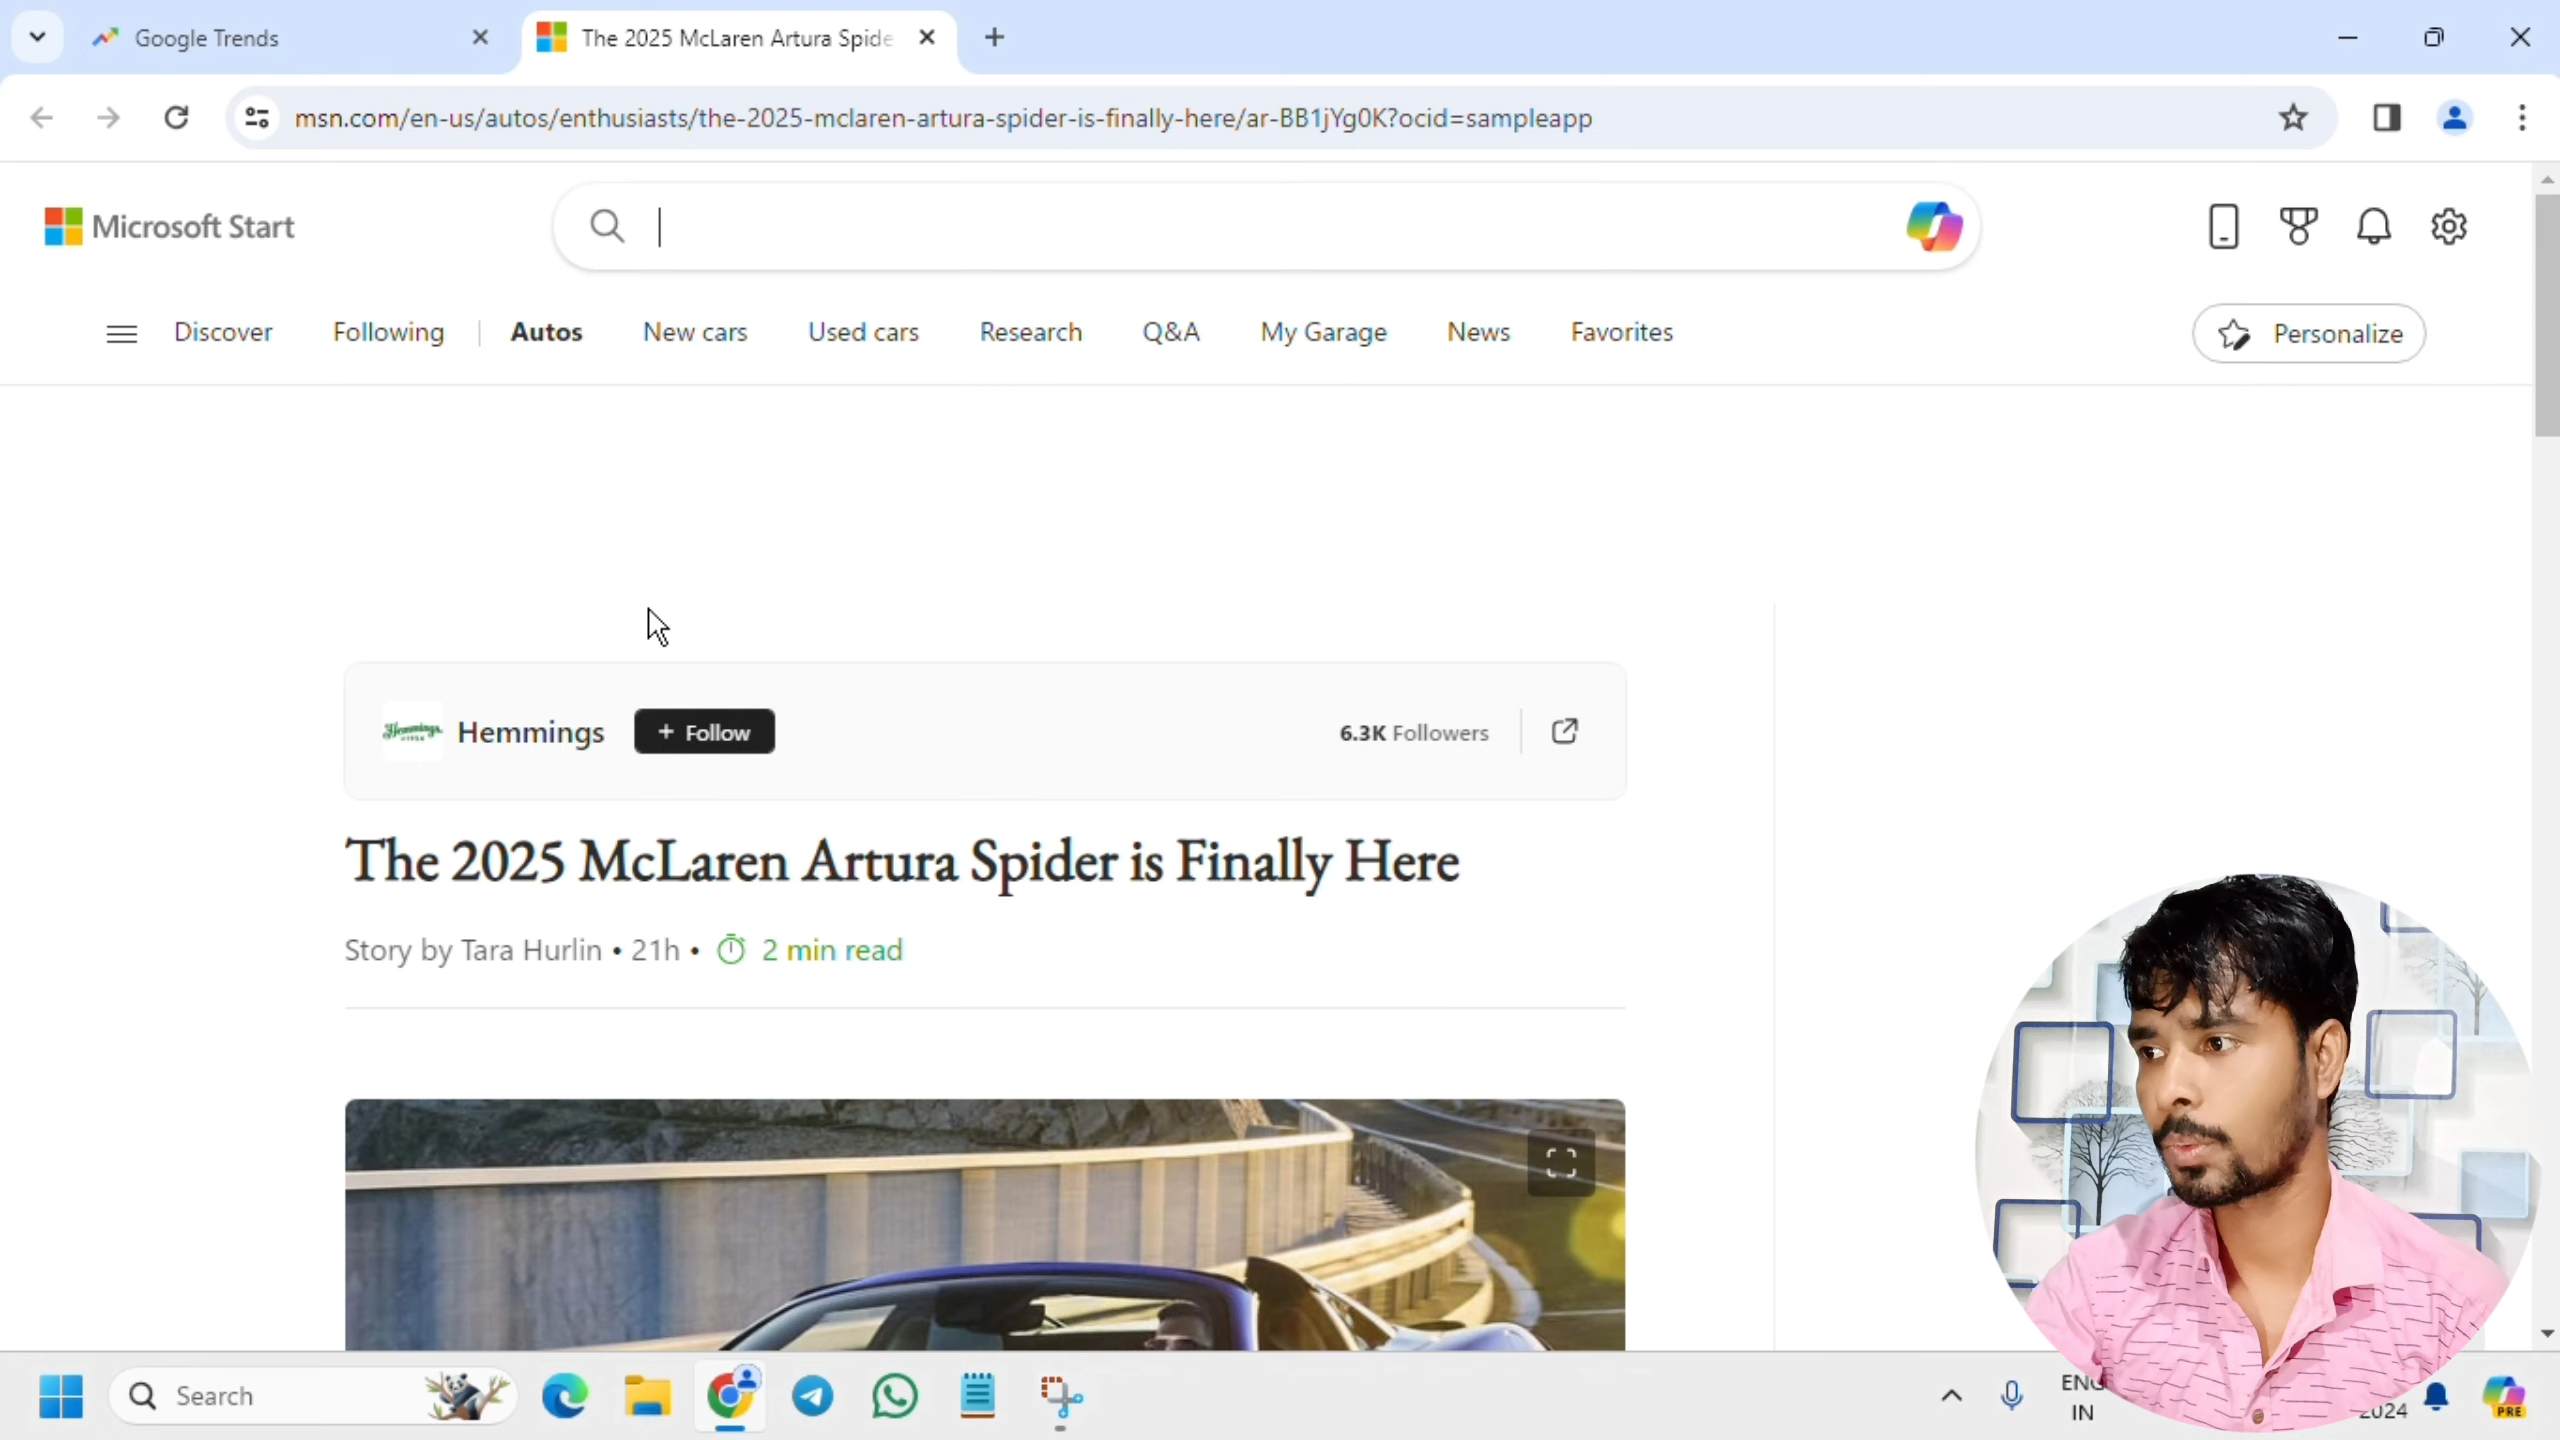 Google Trends
The 2025 McLaren Artura Spide
msn.com/en-us/autos/enthusiasts/the-2025-mclaren-artura-spider-is-finally-here/ar-BB1jYg0K?ocid=sampleapp
Microsoft Start
Discover Following Autos New cars Used cars Research Q&A My Garage News Favorites Personalize
Hemmings + Follow 6.3K Followers
The 2025 McLaren Artura Spider is Finally Here
Story by Tara Hurlin • 21h • 2 min read
Search
ENG
IN
2024
PRE